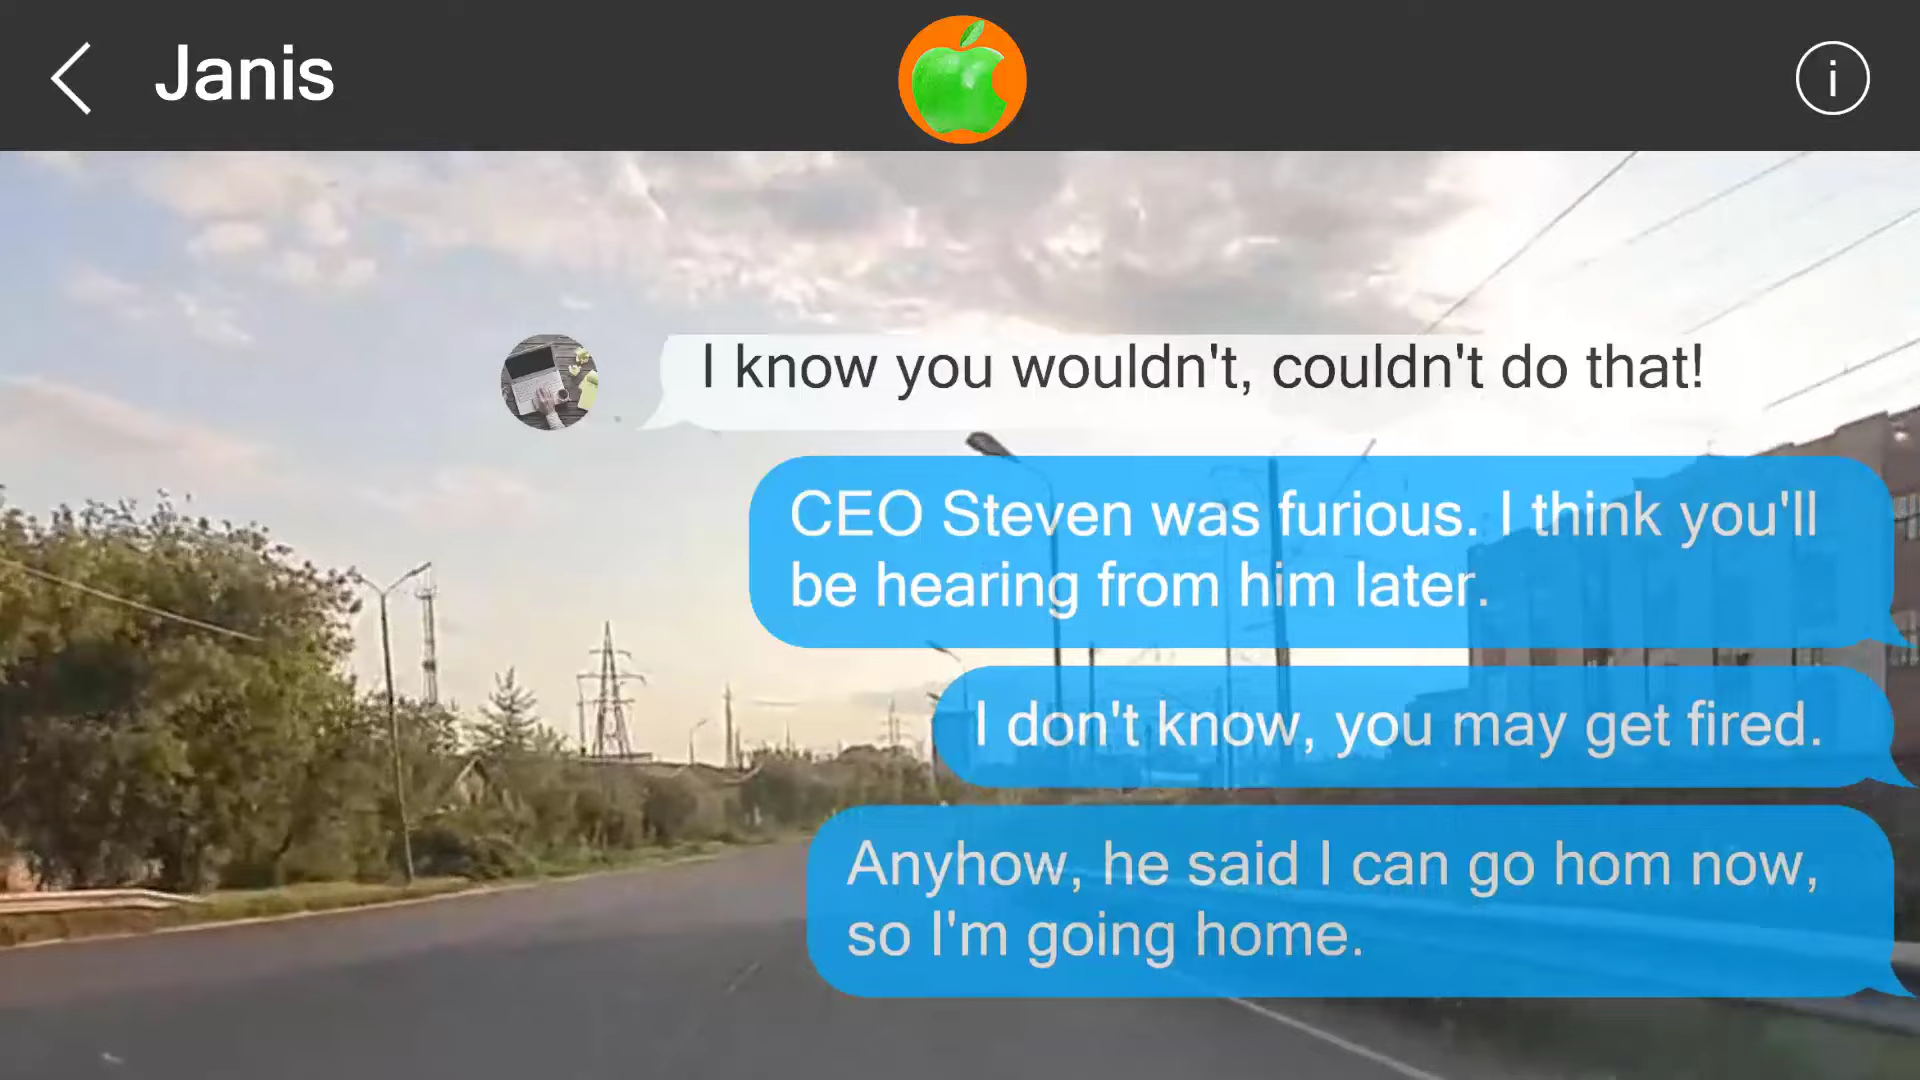 Janis
i
I know you wouldn't, couldn't do that!
CEO Steven was furious. I think you'll
be hearing from him later.
I don't know, you may get fired.
Anyhow, he said I can go hom now,
so I'm going home.